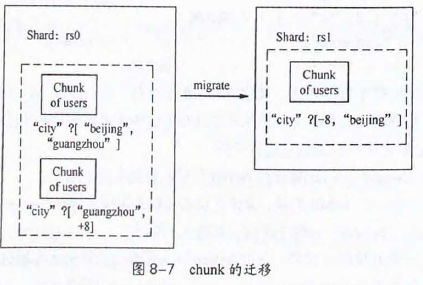 Shard: rs0
Chunk
of users
“city” ?[ “beijing”,
“guangzhou” ]
Chunk
of users
“city” ?[ “guangzhou”,
+8]
migrate
Shard: rs1
Chunk
of users
“city” ?[-8, “beijing” ]
图 8-7 chunk 的迁移